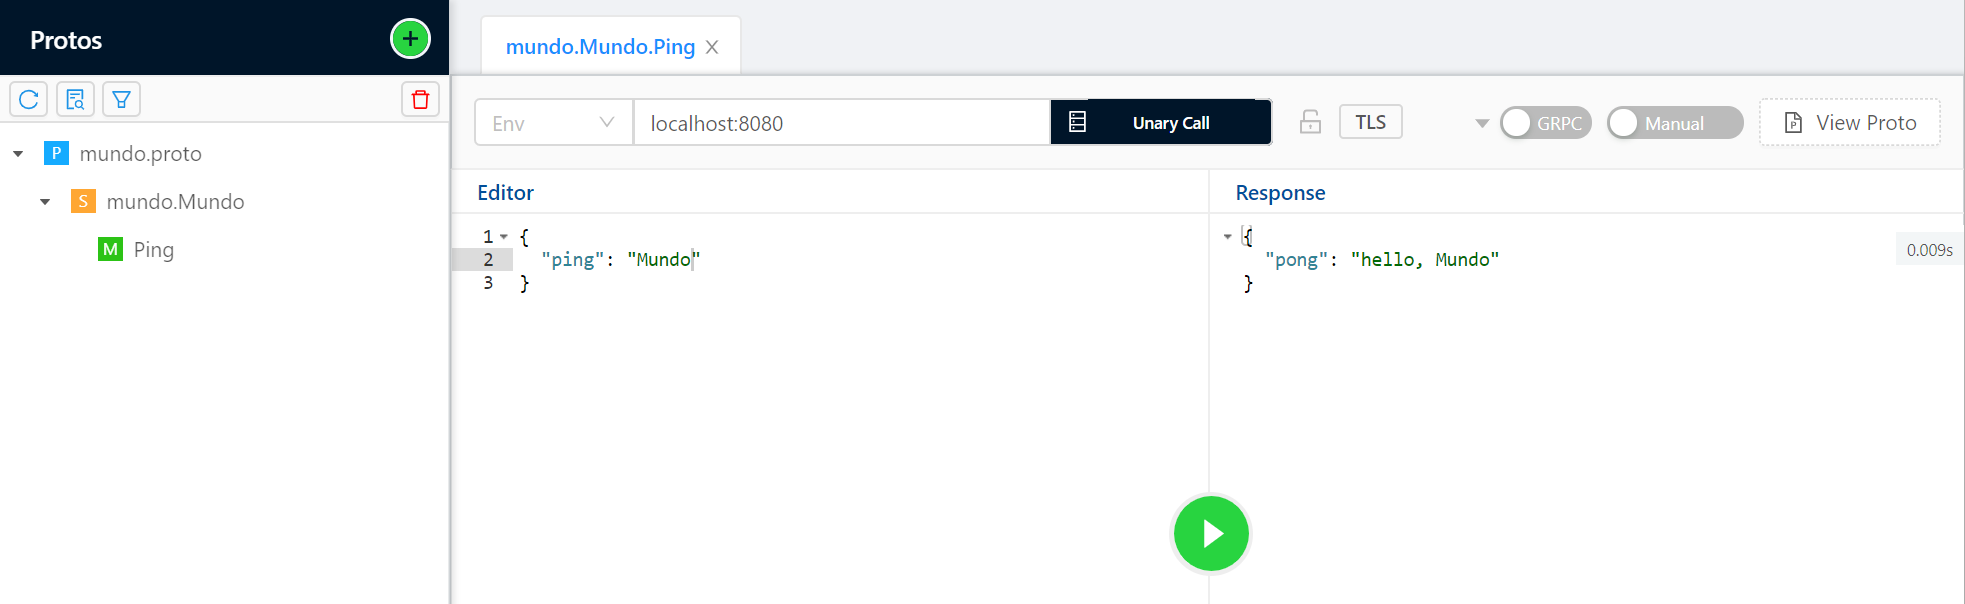 Protos
mundo.Mundo.Ping
Env
localhost:8080
Unary Call
TLS
GRPC
Manual
View Proto
P mundo.proto
S mundo.Mundo
M Ping
Editor
1 {
2 "ping": "Mundo"
3 }
Response
{
"pong": "hello, Mundo"
}
0.009s